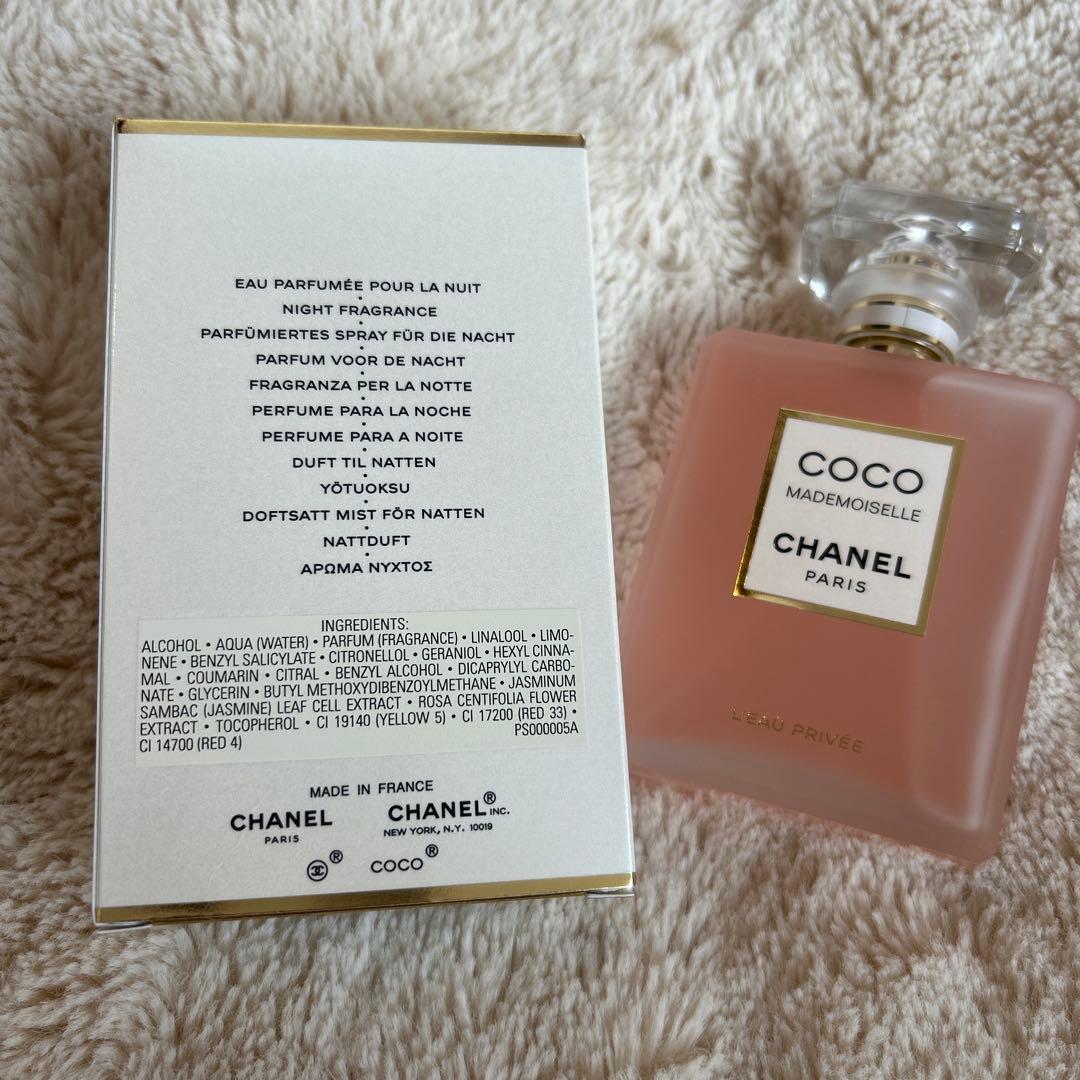 EAU PARFUMÉE POUR LA NUIT
•
NIGHT FRAGRANCE
•
PARFÜMIERTES SPRAY FÜR DIE NACHT
•
PARFUM VOOR DE NACHT
•
FRAGRANZA PER LA NOTTE
•
PERFUME PARA LA NOCHE
•
PERFUME PARA A NOITE
•
DUFT TIL NATTEN
•
YÖTUOKSU
•
DOFTSATT MIST FÖR NATTEN
•
NATTDUFT
•
ΑΡΩΜΑ ΝΥΧΤΟΣ
INGREDIENTS:
ALCOHOL • AQUA (WATER) • PARFUM (FRAGRANCE) • LINALOOL • LIMO-
NENE • BENZYL SALICYLATE • CITRONELLOL • GERANIOL • HEXYL CINNA-
MAL • COUMARIN • CITRAL • BENZYL ALCOHOL • DICAPRYLYL CARBO-
NATE • GLYCERIN • BUTYL METHOXYDIBENZOYLMETHANE • JASMINUM
SAMBAC (JASMINE) LEAF CELL EXTRACT • ROSA CENTIFOLIA FLOWER
EXTRACT • TOCOPHEROL • CI 19140 (YELLOW 5) • CI 17200 (RED 33) •
CI 14700 (RED 4) PS000005A
MADE IN FRANCE
CHANEL
PARIS
CHANEL® INC.
NEW YORK, N.Y. 10019
®
COCO®
COCO
MADEMOISELLE
CHANEL
PARIS
L'EAU PRIVÉE